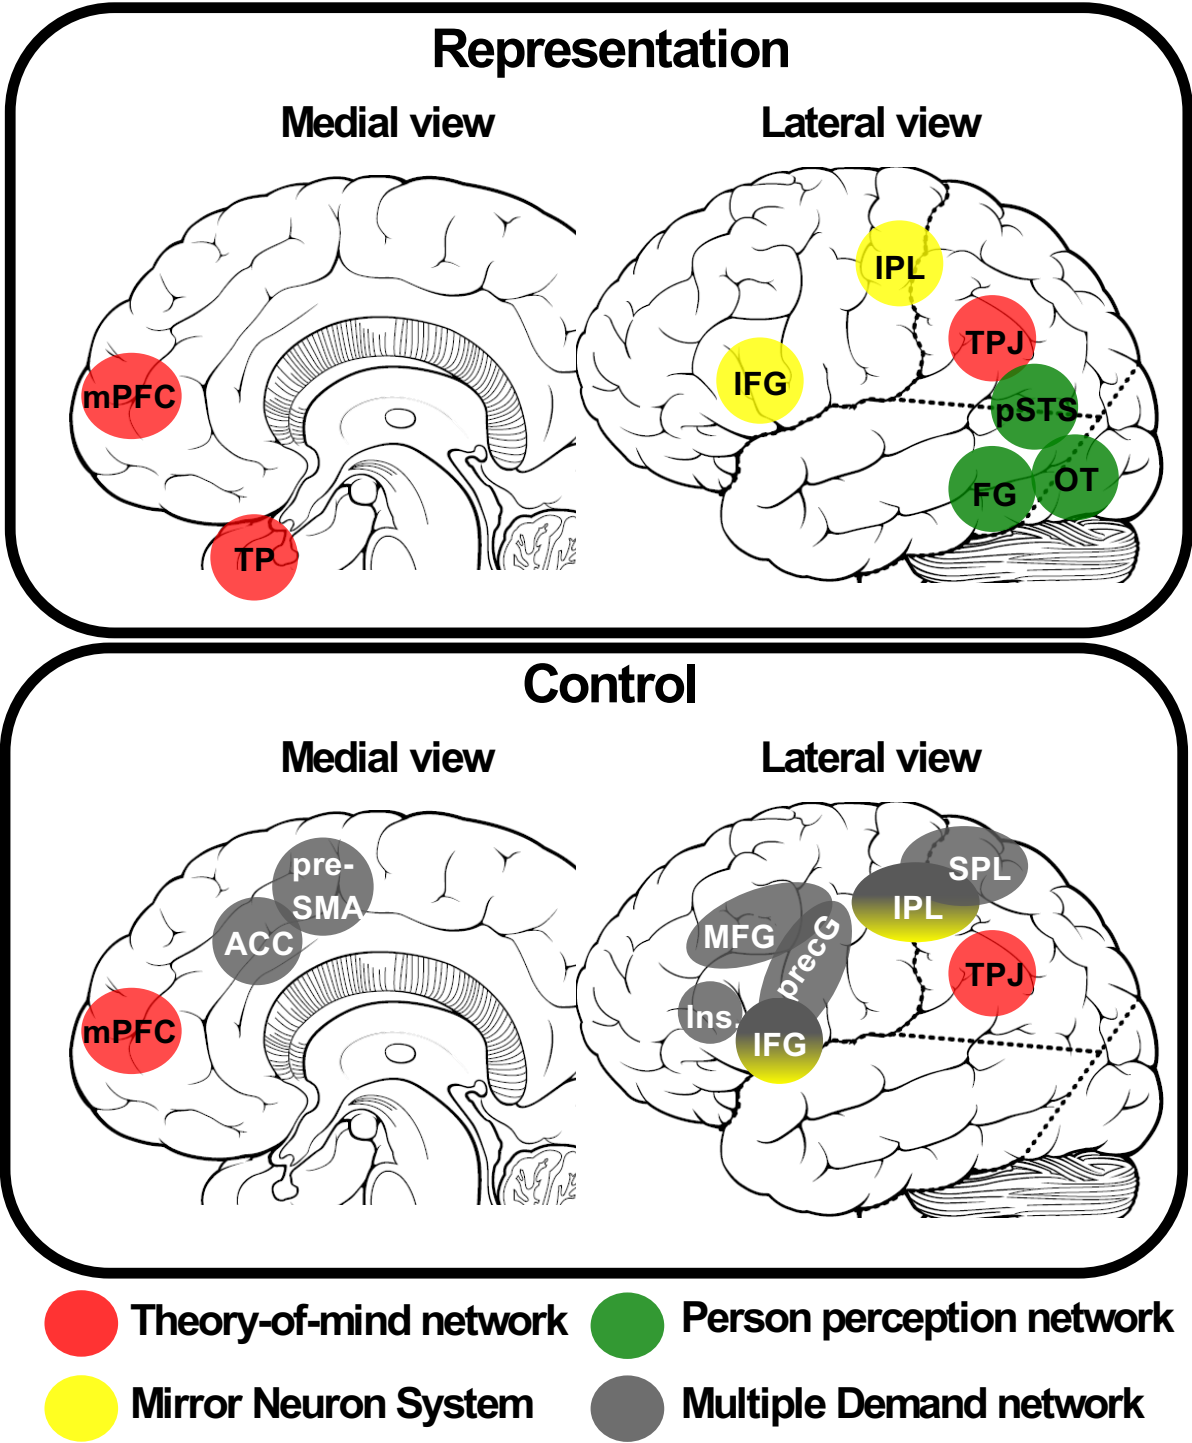 Representation
Medial view
Lateral view
IPL
TPJ
mPFC
IFG
pSTS
FG
OT
TP
Control
Medial view
Lateral view
pre-
SMA
ACC
mPFC
SPL
IPL
MFG
precG
TPJ
Ins.
IFG
Theory-of-mind network
Person perception network
Mirror Neuron System
Multiple Demand network